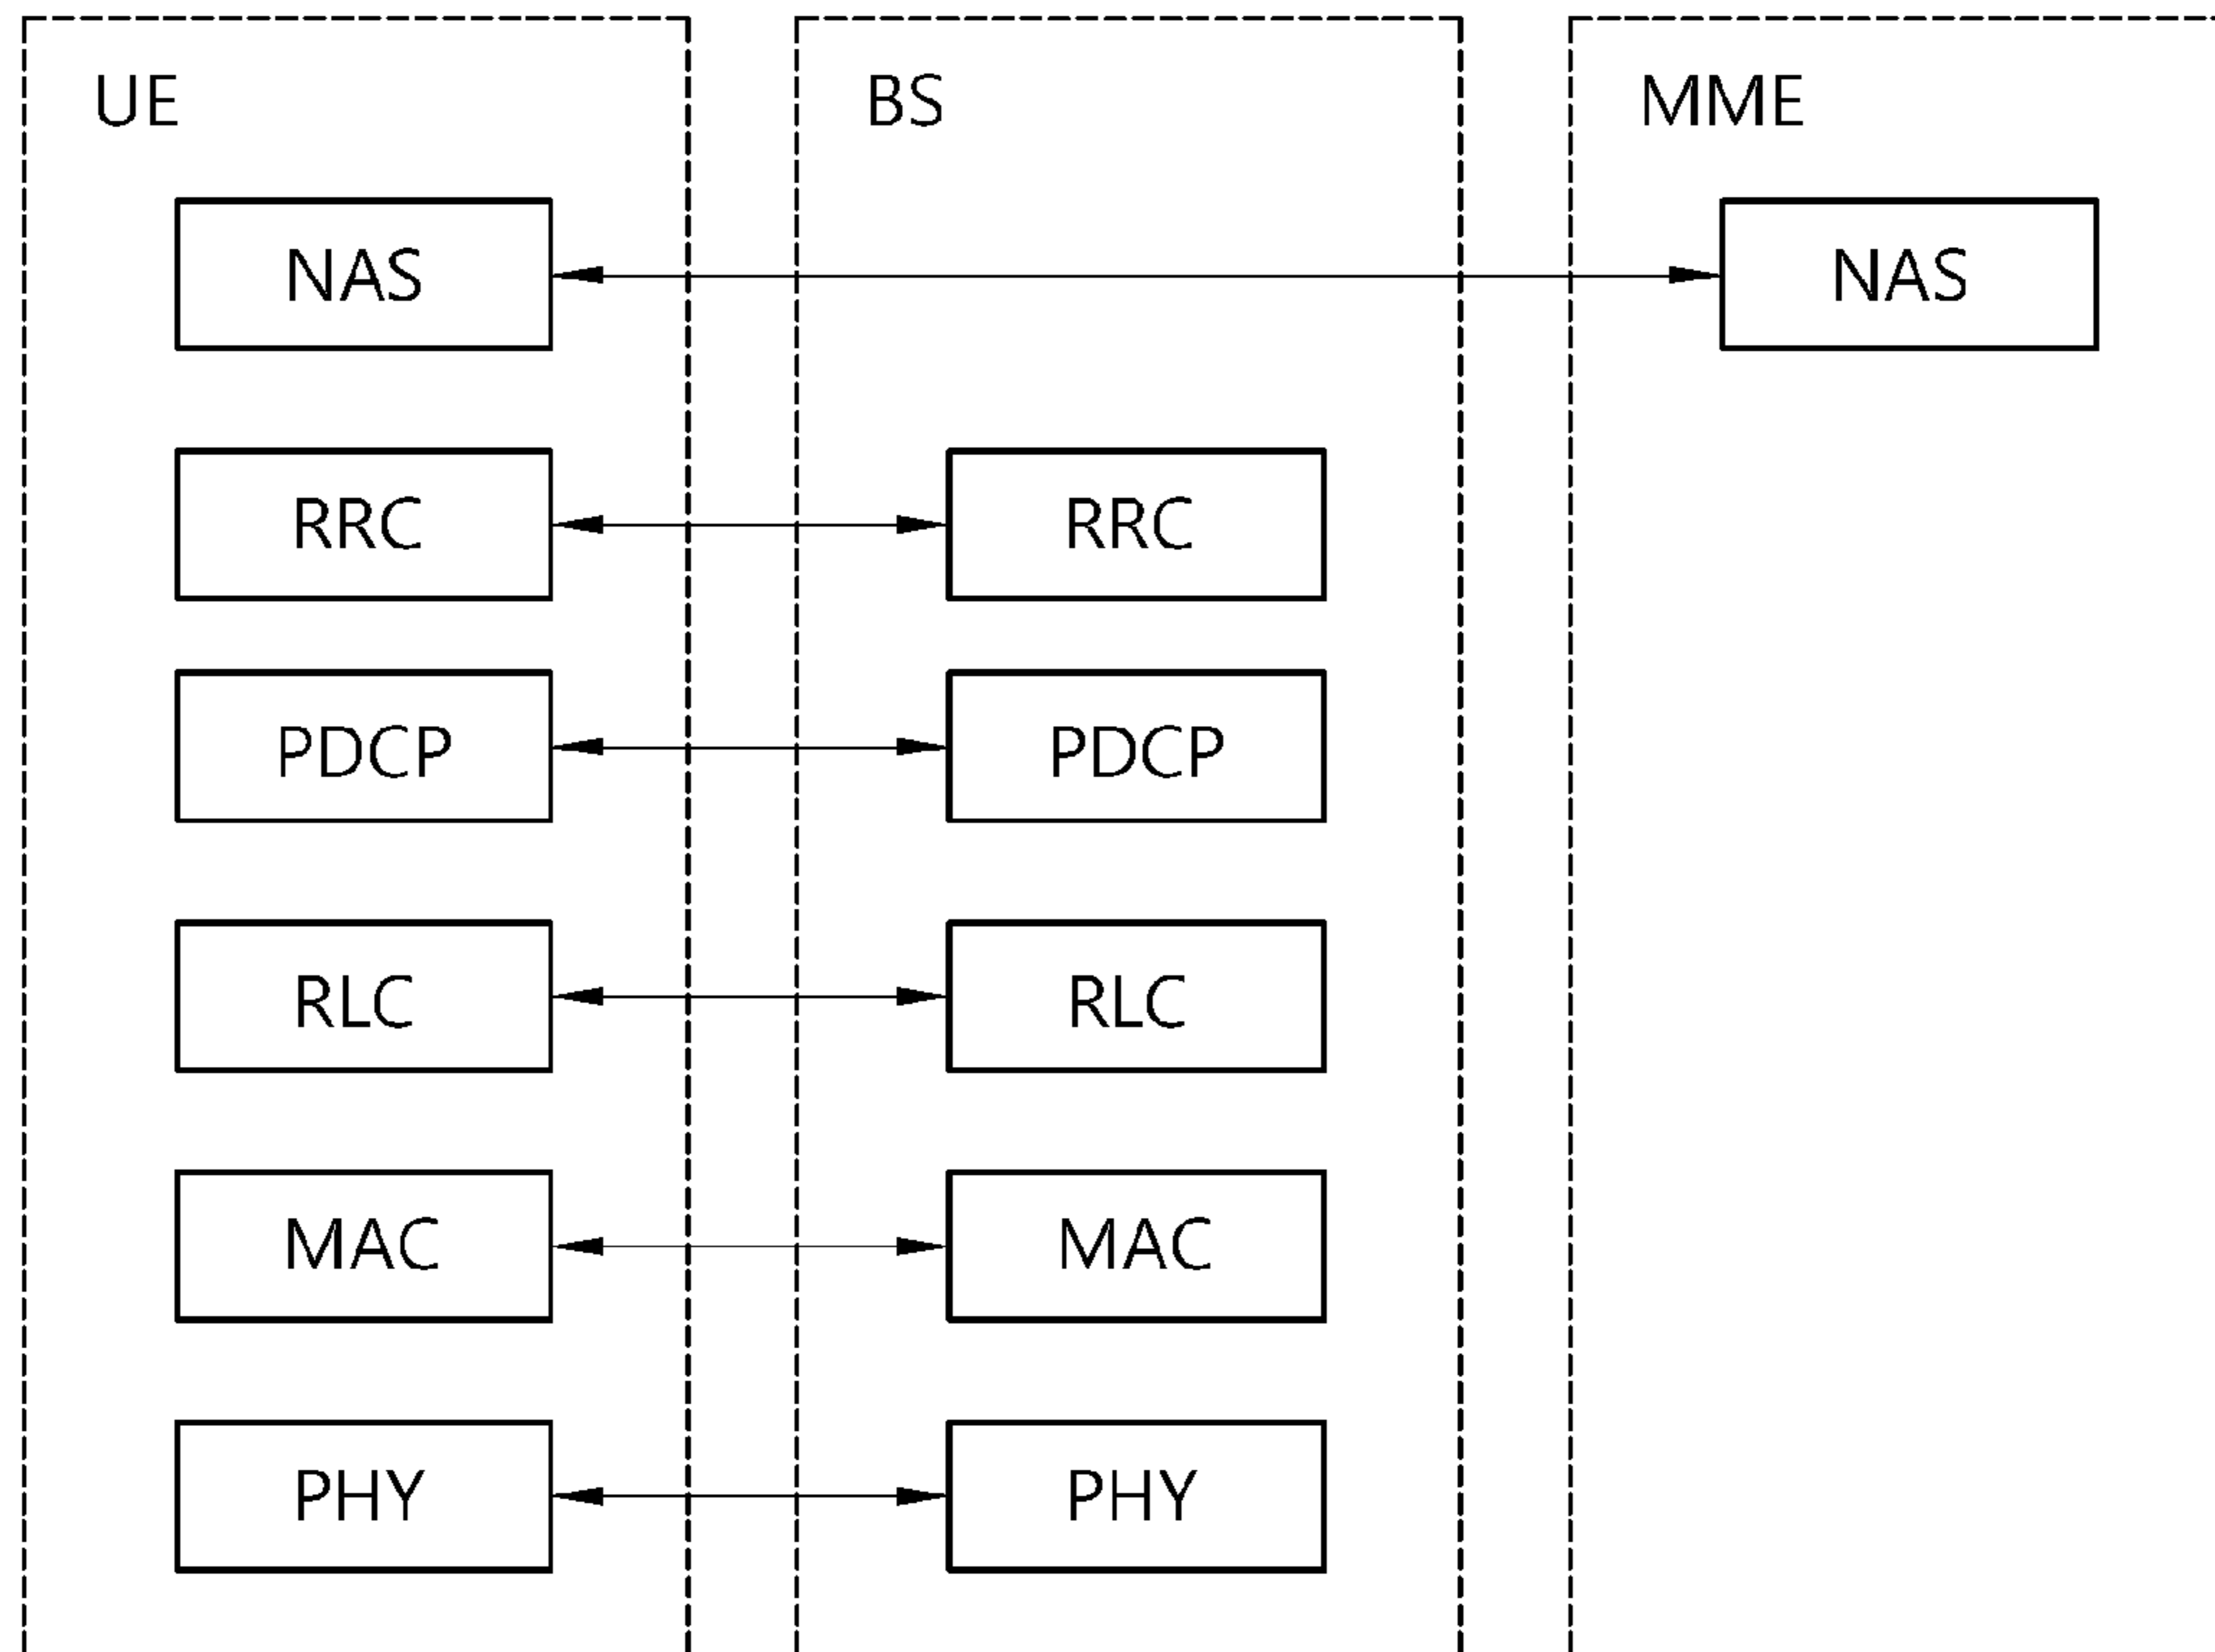 UE
BS
MME
NAS
NAS
RRC
RRC
PDCP
PDCP
RLC
RLC
MAC
MAC
PHY
PHY